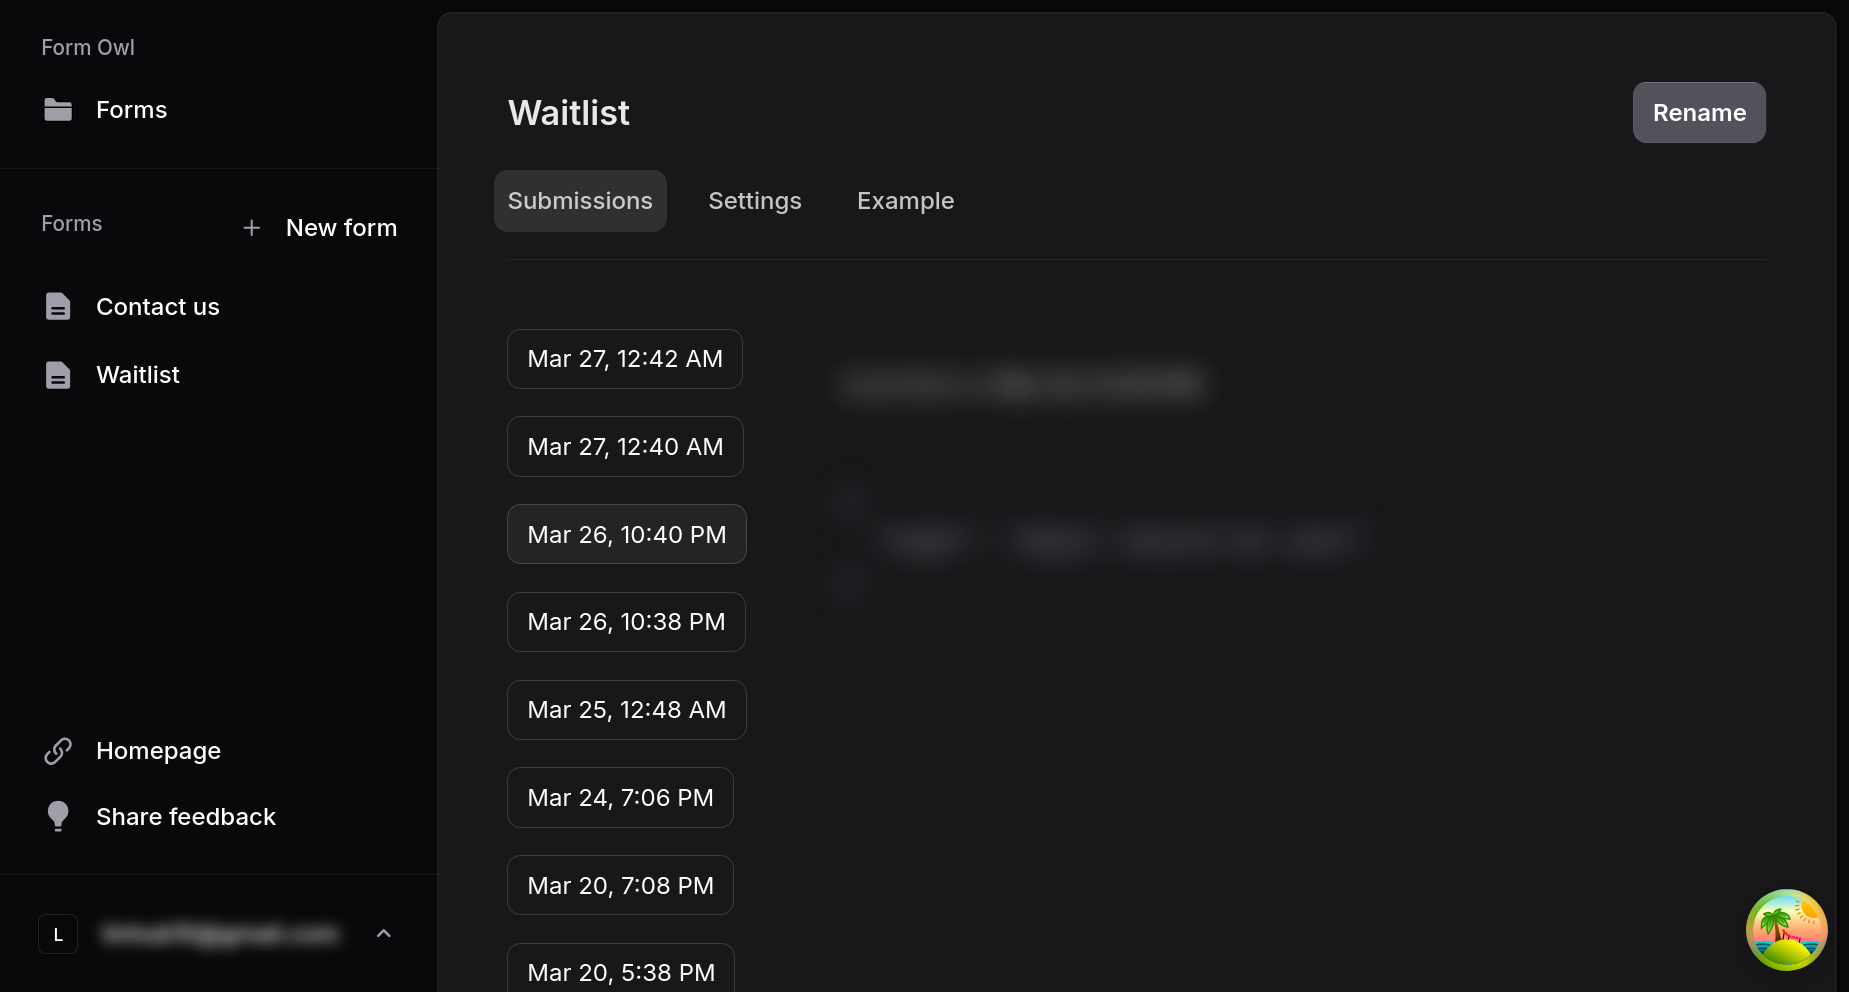 Form Owl
Forms
Forms
New form
Contact us
Waitlist
Homepage
Share feedback
L
Waitlist
Rename
Submissions
Settings
Example
Mar 27, 12:42 AM
Mar 27, 12:40 AM
Mar 26, 10:40 PM
Mar 26, 10:38 PM
Mar 25, 12:48 AM
Mar 24, 7:06 PM
Mar 20, 7:08 PM
Mar 20, 5:38 PM